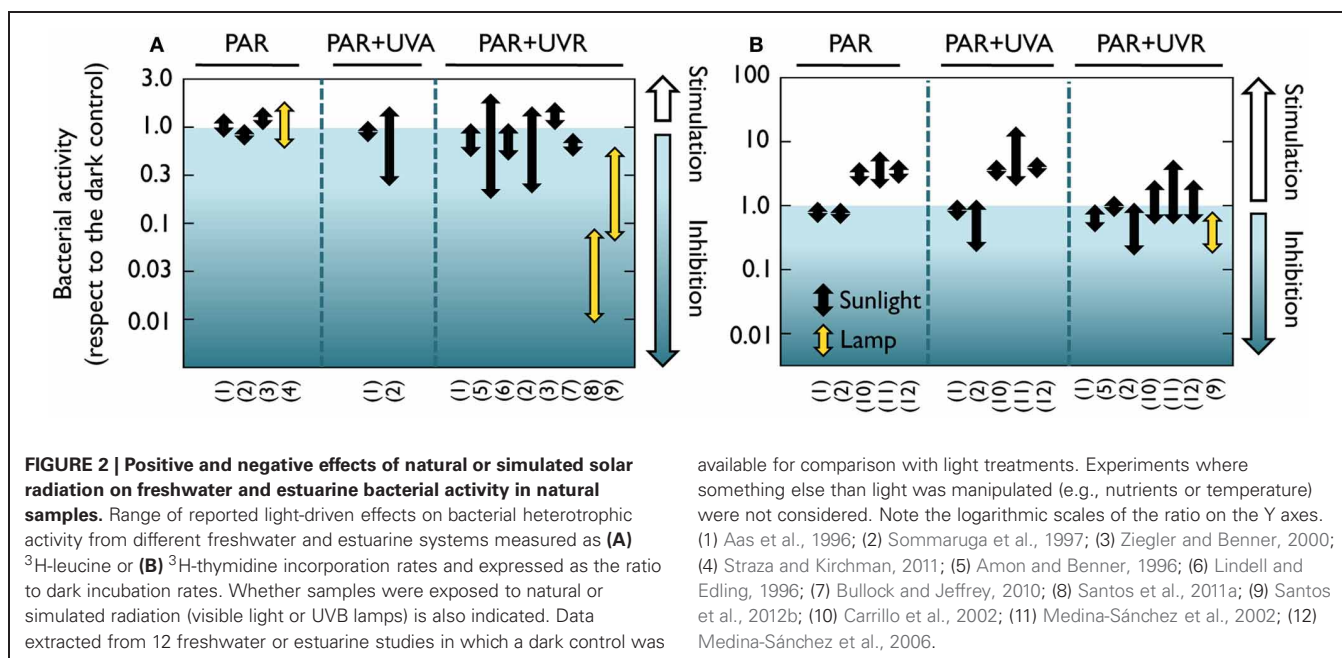 A PAR PAR+UVA PAR+UVR
Bacterial activity
(respect to the dark control)
3.0
1.0
0.3
0.1
0.03
0.01
Stimulation
Inhibition
(1) (2) (3) (4) (1) (2) (1) (5) (6) (2) (3) (7) (8) (9)
B PAR PAR+UVA PAR+UVR
100
10
1.0
0.1
0.01
Sunlight
Lamp
Stimulation
Inhibition
(1) (2) (10) (11) (12) (1) (2) (10) (11) (12) (1) (5) (2) (10) (11) (12) (9)
FIGURE 2 | Positive and negative effects of natural or simulated solar
radiation on freshwater and estuarine bacterial activity in natural
samples. Range of reported light-driven effects on bacterial heterotrophic
activity from different freshwater and estuarine systems measured as (A)
³H-leucine or (B) ³H-thymidine incorporation rates and expressed as the ratio
to dark incubation rates. Whether samples were exposed to natural or
simulated radiation (visible light or UVB lamps) is also indicated. Data
extracted from 12 freshwater or estuarine studies in which a dark control was
available for comparison with light treatments. Experiments where
something else than light was manipulated (e.g., nutrients or temperature)
were not considered. Note the logarithmic scales of the ratio on the Y axes.
(1) Aas et al., 1996; (2) Sommaruga et al., 1997; (3) Ziegler and Benner, 2000;
(4) Straza and Kirchman, 2011; (5) Amon and Benner, 1996; (6) Lindell and
Edling, 1996; (7) Bullock and Jeffrey, 2010; (8) Santos et al., 2011a; (9) Santos
et al., 2012b; (10) Carrillo et al., 2002; (11) Medina-Sánchez et al., 2002; (12)
Medina-Sánchez et al., 2006.